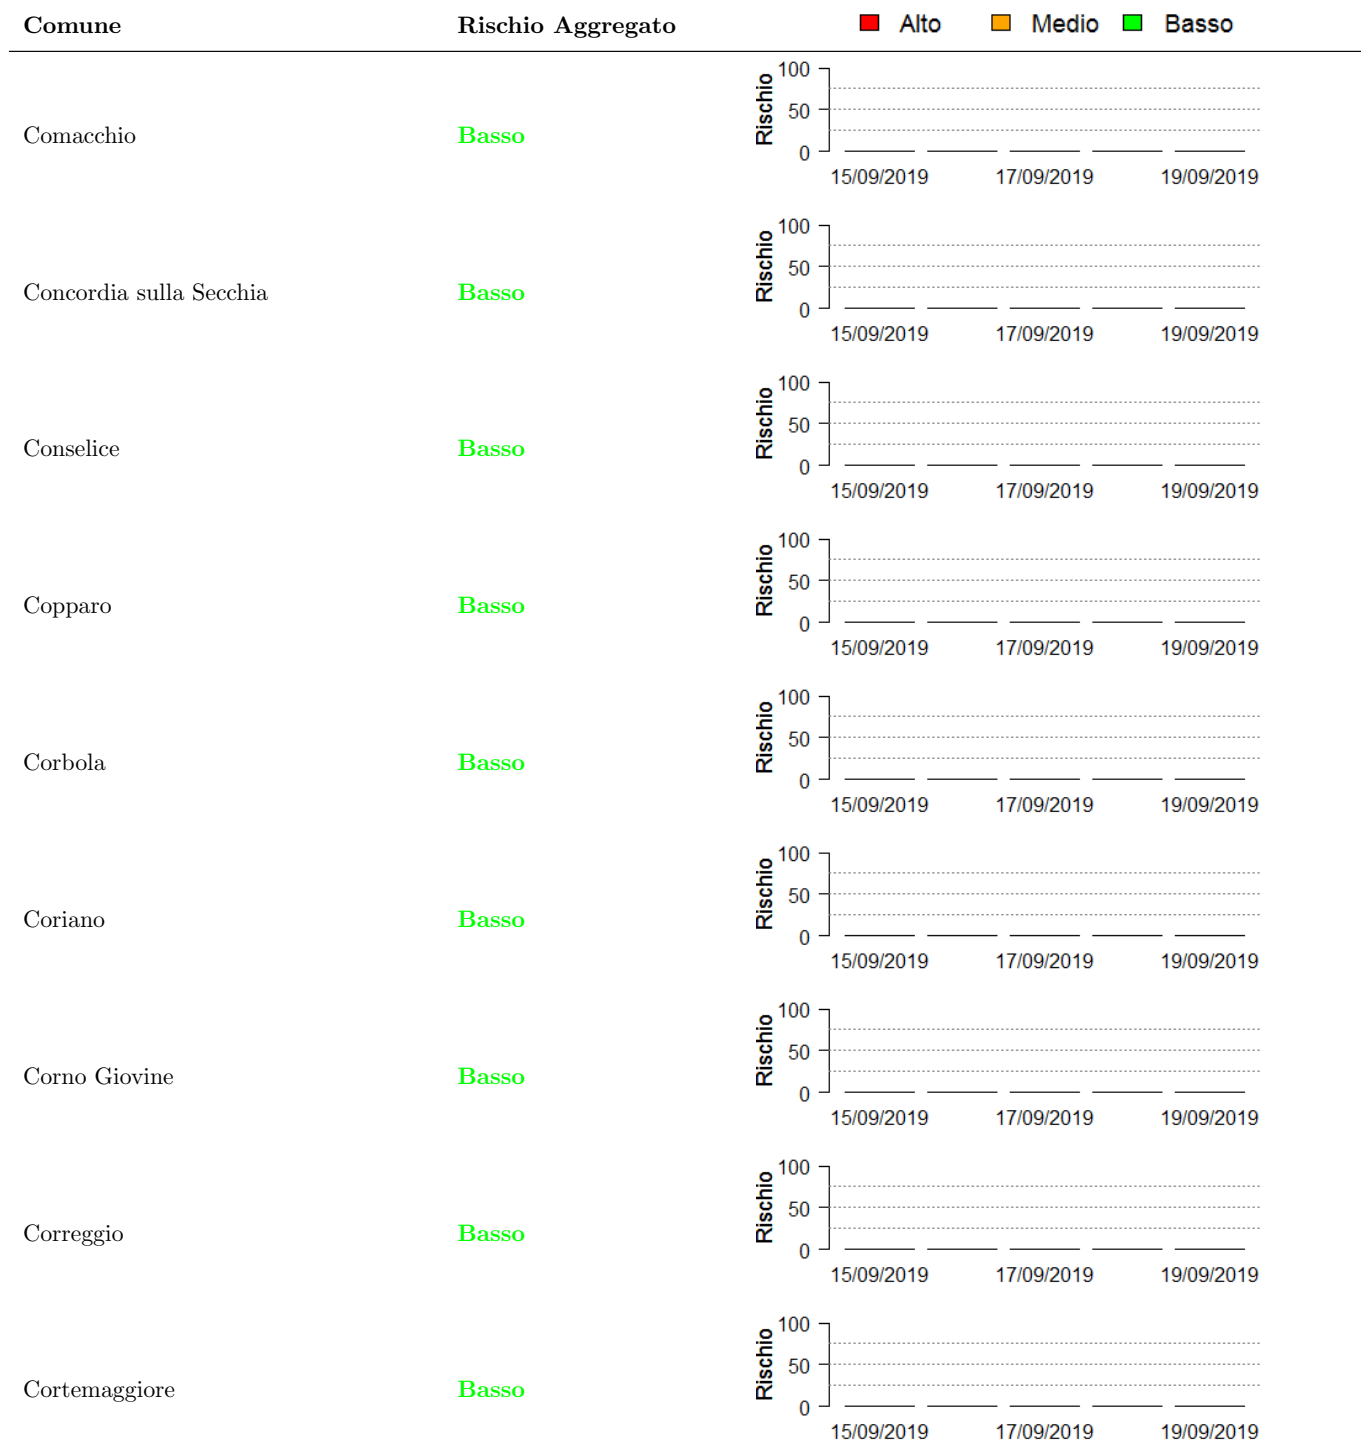 Comune Rischio Aggregato Alto Medio Basso
100
50
0
Rischio
Comacchio Basso
15/09/2019 17/09/2019 19/09/2019
100
50
0
Rischio
Concordia sulla Secchia Basso
15/09/2019 17/09/2019 19/09/2019
100
50
0
Rischio
Conselice Basso
15/09/2019 17/09/2019 19/09/2019
100
50
0
Rischio
Copparo Basso
15/09/2019 17/09/2019 19/09/2019
100
50
0
Rischio
Corbola Basso
15/09/2019 17/09/2019 19/09/2019
100
50
0
Rischio
Coriano Basso
15/09/2019 17/09/2019 19/09/2019
100
50
0
Rischio
Corno Giovine Basso
15/09/2019 17/09/2019 19/09/2019
100
50
0
Rischio
Correggio Basso
15/09/2019 17/09/2019 19/09/2019
100
50
0
Rischio
Cortemaggiore Basso
15/09/2019 17/09/2019 19/09/2019